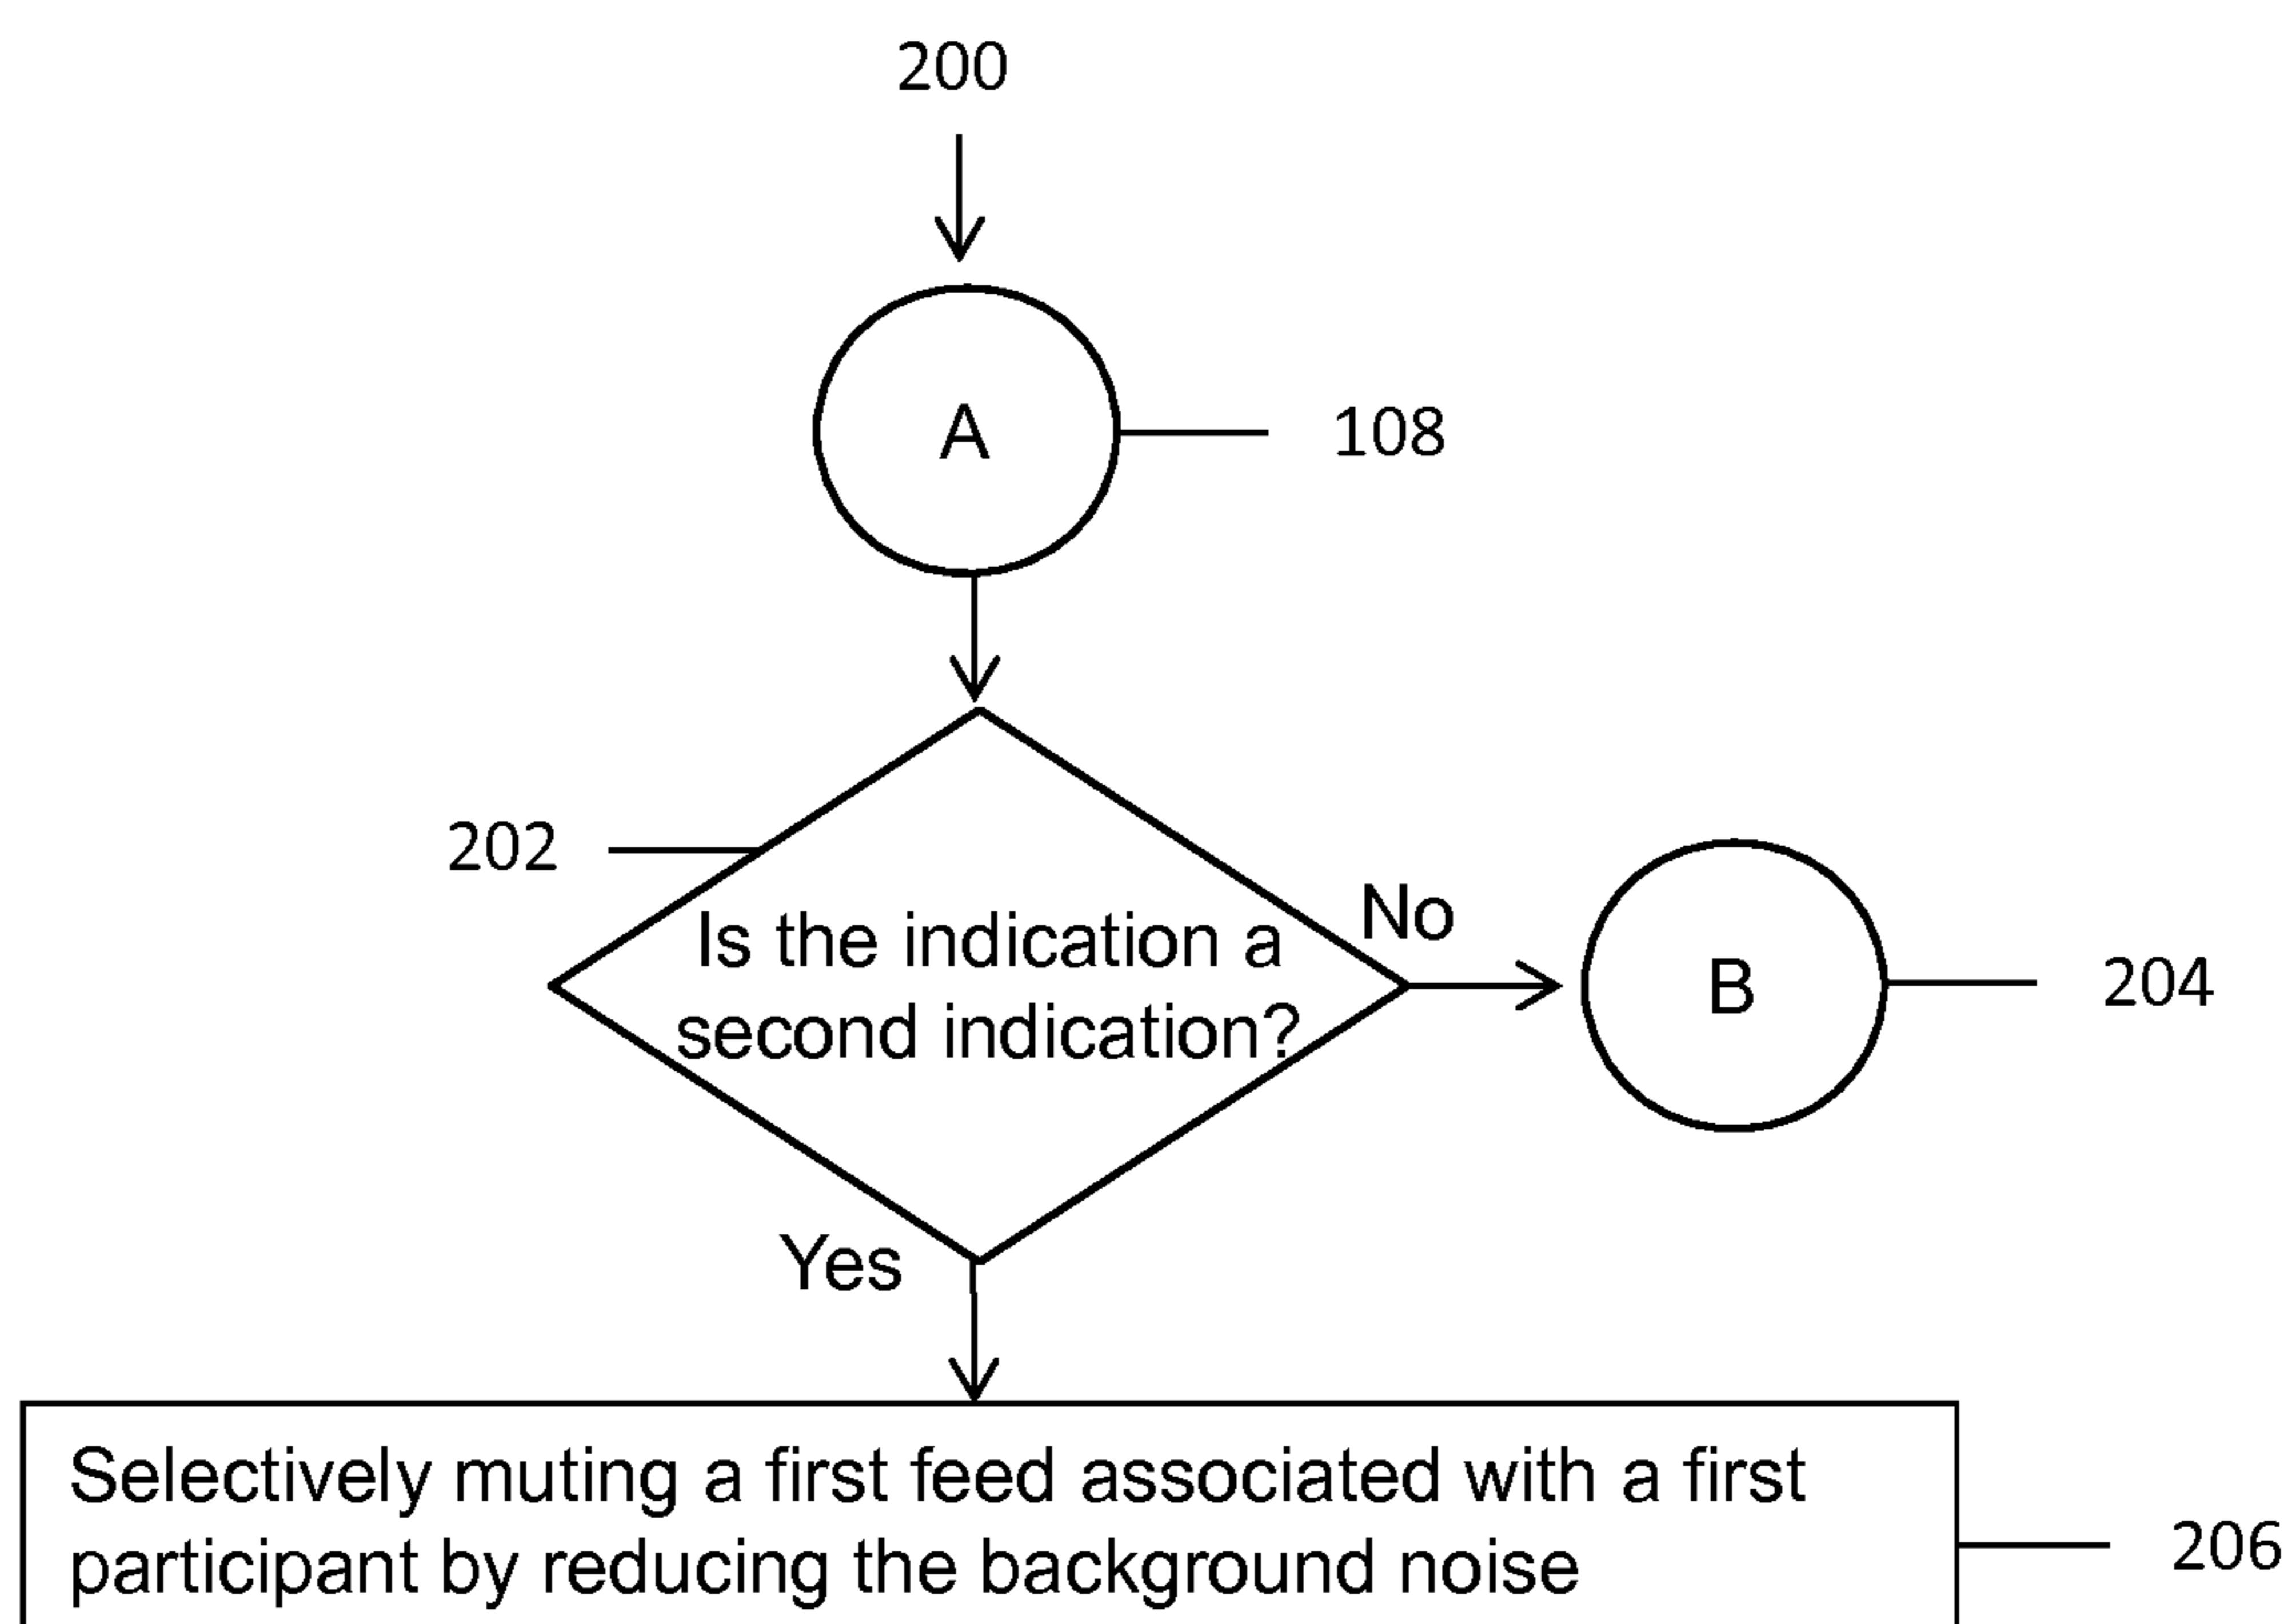 200
A
108
202
Is the indication a
second indication?
No
B
204
Yes
Selectively muting a first feed associated with a first
participant by reducing the background noise
206